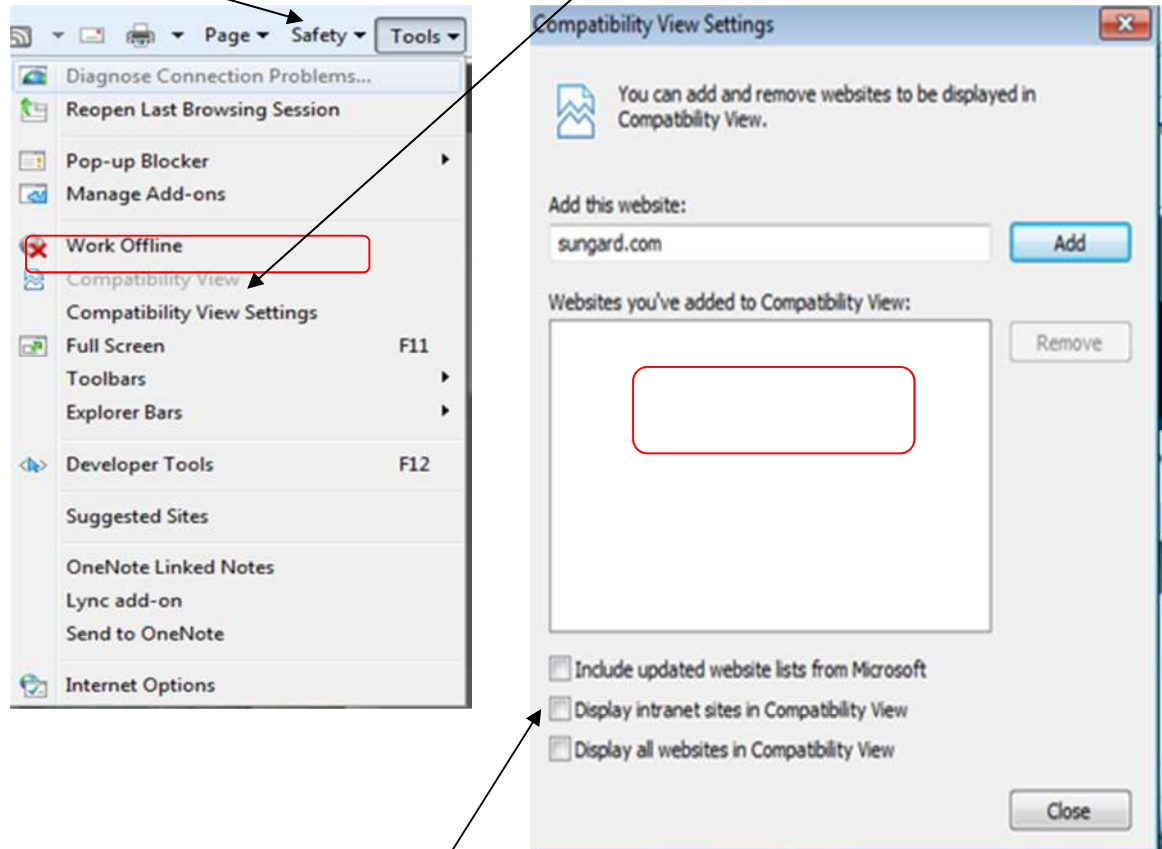 Page Safety Tools
Diagnose Connection Problems...
Reopen Last Browsing Session
Pop-up Blocker
Manage Add-ons
Work Offline
Compatibility View
Compatibility View Settings
Full Screen F11
Toolbars
Explorer Bars
Developer Tools F12
Suggested Sites
OneNote Linked Notes
Lync add-on
Send to OneNote
Internet Options
Compatibility View Settings
You can add and remove websites to be displayed in
Compatibility View.
Add this website:
sungard.com Add
Websites you've added to Compatibility View:
Remove
Include updated website lists from Microsoft
Display intranet sites in Compatibility View
Display all websites in Compatibility View
Close